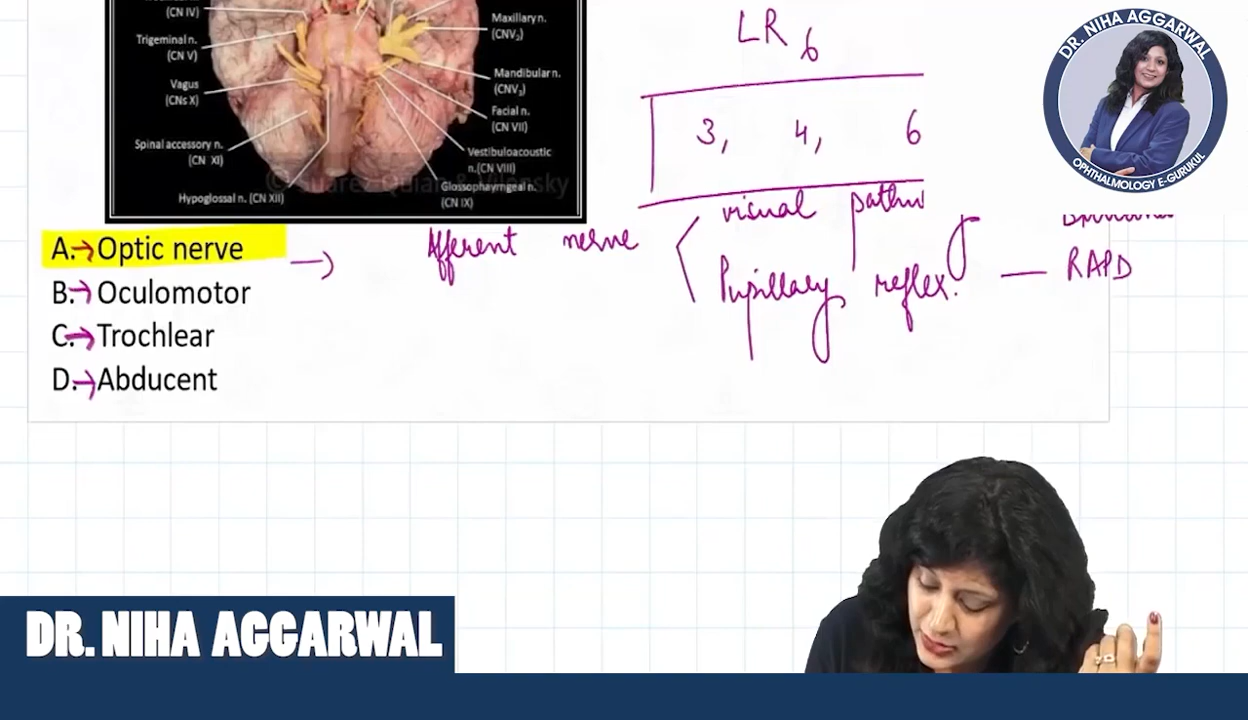 (CN IV)
Maxillary n.
(CNV₂)
Trigeminal n.
(CN V)
Vagus
(CNs X)
Mandibular n.
(CNV₃)
Facial n.
(CN VII)
Spinal accessory n.
(CN XI)
Vestibuloacoustic
n.(CN VIII)
Glossopharyngeal n.
(CN IX)
Hypoglossal n. (CN XII)
LR 6
3, 4, 6
A.→Optic nerve → Afferent nerve
visual
Pupillary reflex. — RAPD
B.→Oculomotor
C.→Trochlear
D.→Abducent
DR. NIHA AGGARWAL
OPHTHALMOLOGY E-GURUKUL
DR. NIHA AGGARWAL